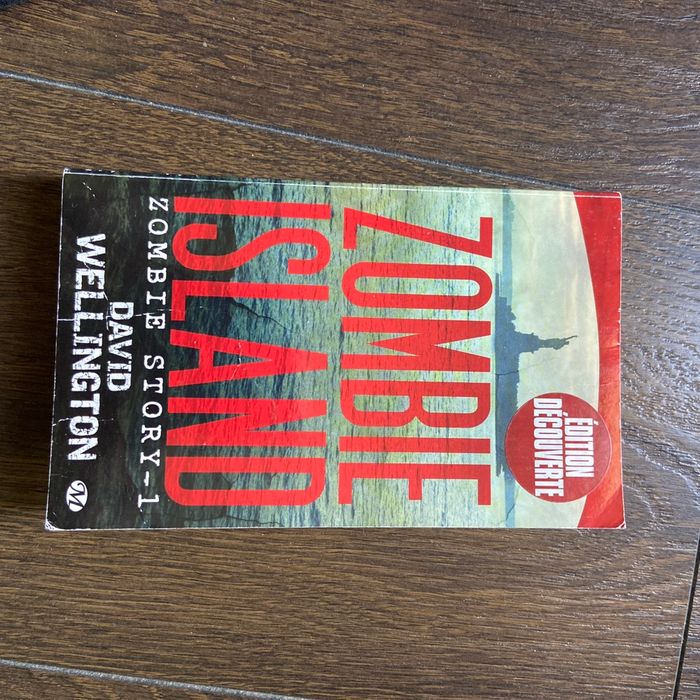 ÉDITION
DÉCOUVERTE
ZOMBIE
ISLAND
ZOMBIE STORY-1
DAVID
WELLINGTON
M